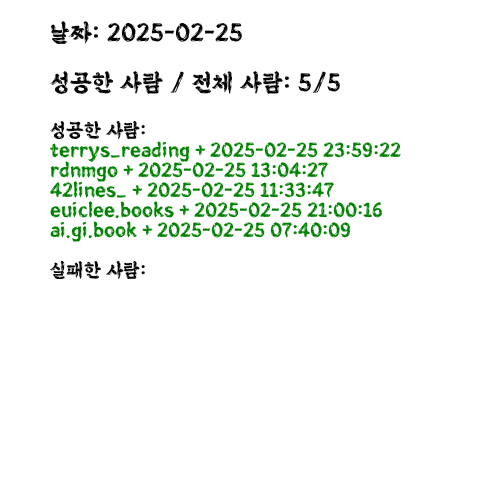 날짜: 2025-02-25
성공한 사람 / 전체 사람: 5/5
성공한 사람:
terrys_reading + 2025-02-25 23:59:22
rdnmgo + 2025-02-25 13:04:27
42lines_ + 2025-02-25 11:33:47
euiclee.books + 2025-02-25 21:00:16
ai.gi.book + 2025-02-25 07:40:09
실패한 사람: